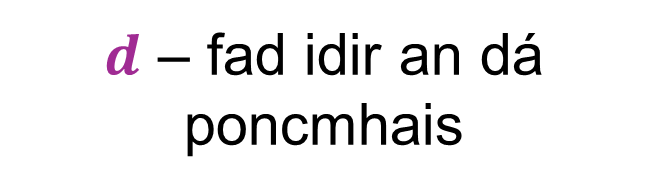 d – fad idir an dá
poncmhais